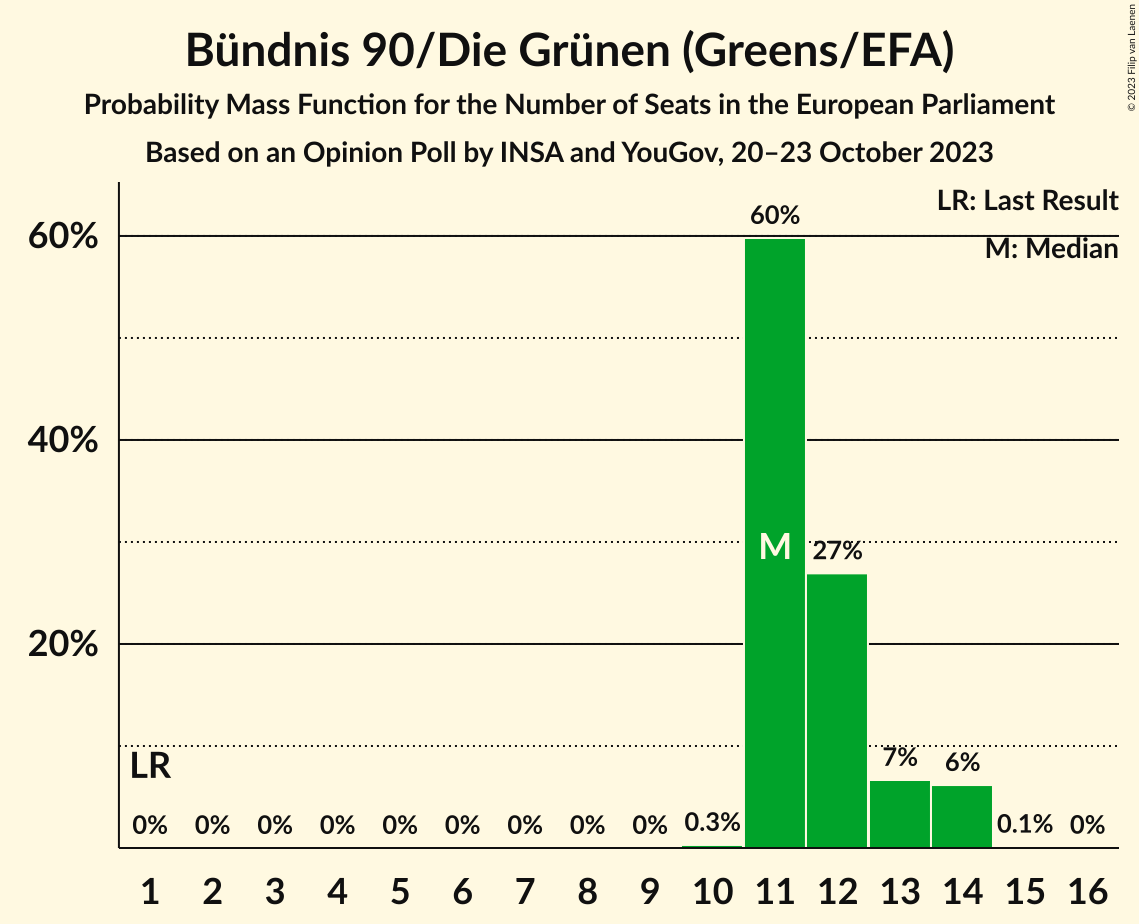 Bündnis 90/Die Grünen (Greens/EFA)
Probability Mass Function for the Number of Seats in the European Parliament
Based on an Opinion Poll by INSA and YouGov, 20–23 October 2023
© 2023 Filip van Laenen
LR: Last Result
M: Median
60%
40%
20%
LR
M
0% 0% 0% 0% 0% 0% 0% 0% 0% 0.3% 60% 27% 7% 6% 0.1% 0%
1 2 3 4 5 6 7 8 9 10 11 12 13 14 15 16